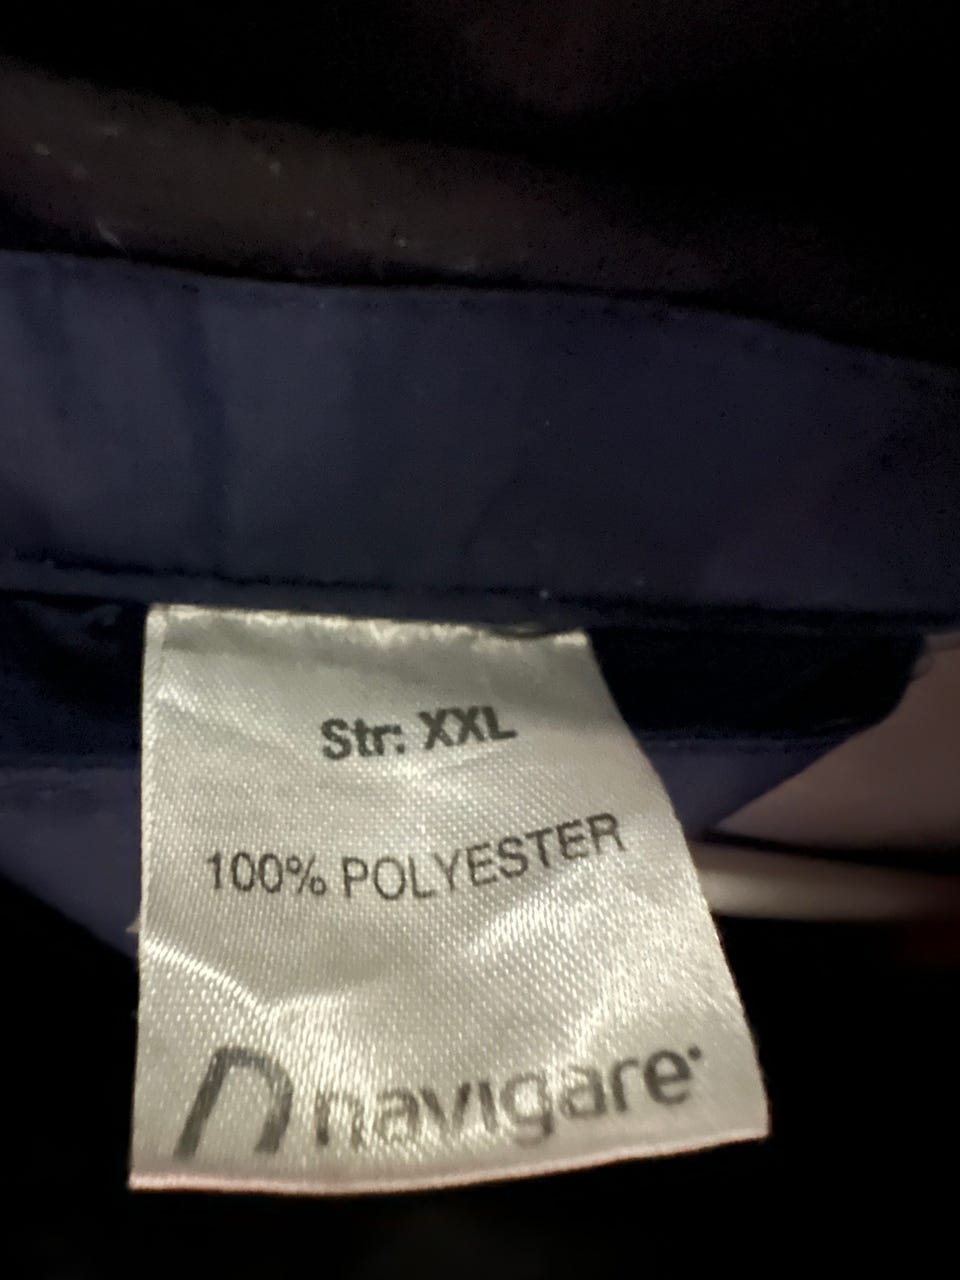 Str: XXL
100% POLYESTER
n navigare